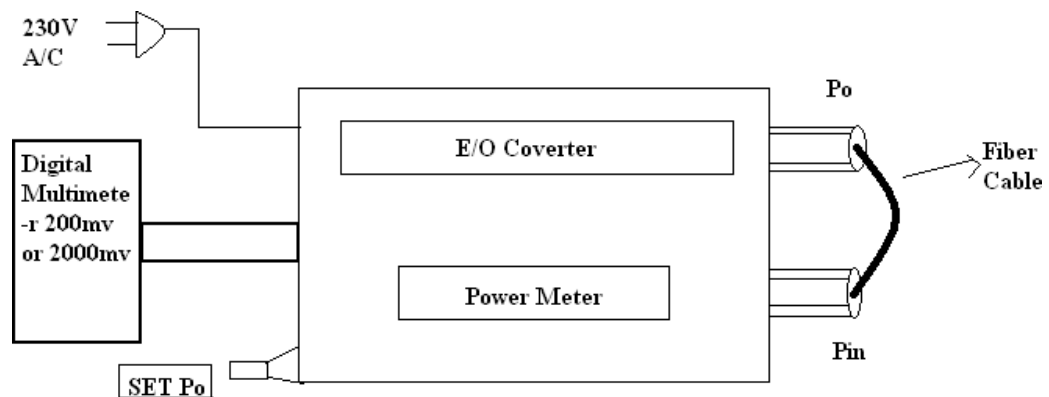 230V
A/C
Po
E/O Coverter
Fiber
Cable
Digital
Multimete
-r 200mv
or 2000mv
Power Meter
Pin
SET Po